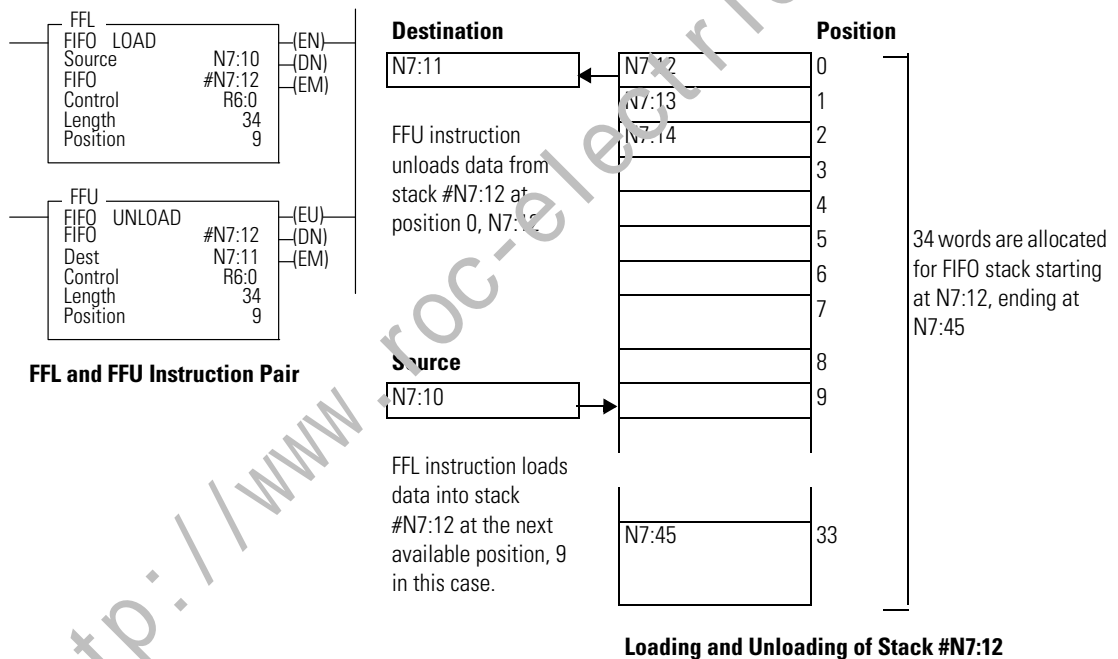 FFL
FIFO LOAD
Source N7:10
FIFO #N7:12
Control R6:0
Length 34
Position 9
(EN)
(DN)
(EM)
FFU
FIFO UNLOAD
FIFO #N7:12
Dest N7:11
Control R6:0
Length 34
Position 9
(EU)
(DN)
(EM)
FFL and FFU Instruction Pair
Destination
N7:11
FFU instruction
unloads data from
stack #N7:12 at
position 0, N7:12
Source
N7:10
FFL instruction loads
data into stack
#N7:12 at the next
available position, 9
in this case.
Position
N7:12 0
N7:13 1
N7:14 2
3
4
5
6
7
8
9
N7:45 33
34 words are allocated
for FIFO stack starting
at N7:12, ending at
N7:45
Loading and Unloading of Stack #N7:12
tp://www.roc-electric